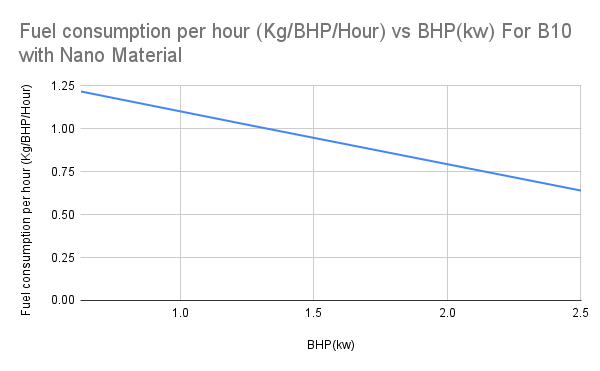 Fuel consumption per hour (Kg/BHP/Hour) vs BHP(kw) For B10
with Nano Material
Fuel consumption per hour (Kg/BHP/Hour)
1.25
1.00
0.75
0.50
0.25
0.00
1.0
1.5
2.0
2.5
BHP(kw)